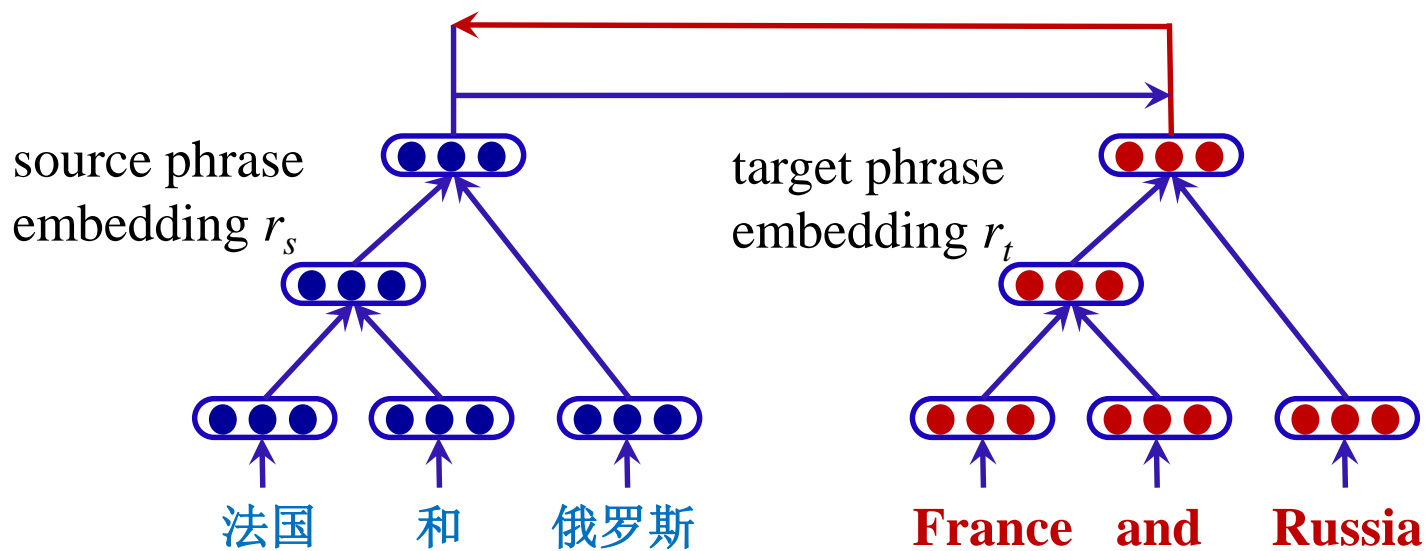 source phrase
embedding r_s
target phrase
embedding r_t
法国 和 俄罗斯
France and Russia